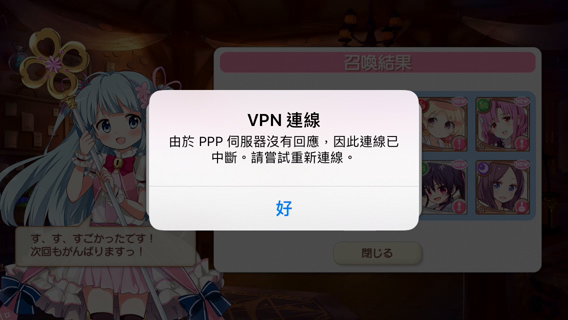 召喚結果
VPN 連線
由於 PPP 伺服器沒有回應，因此連線已
中斷。請嘗試重新連線。
好
す、す、すごかったです！
次回もがんばりますっ！
閉じる